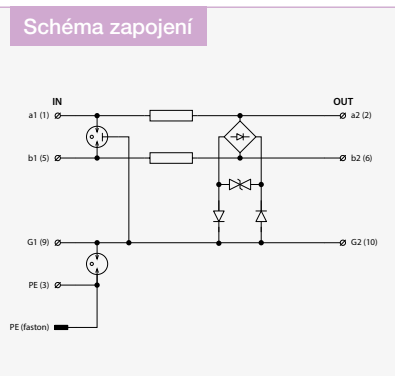 Schéma zapojení
IN OUT
a1 (1) a2 (2)
b1 (5) b2 (6)
G1 (9) G2 (10)
PE (3)
PE (faston)